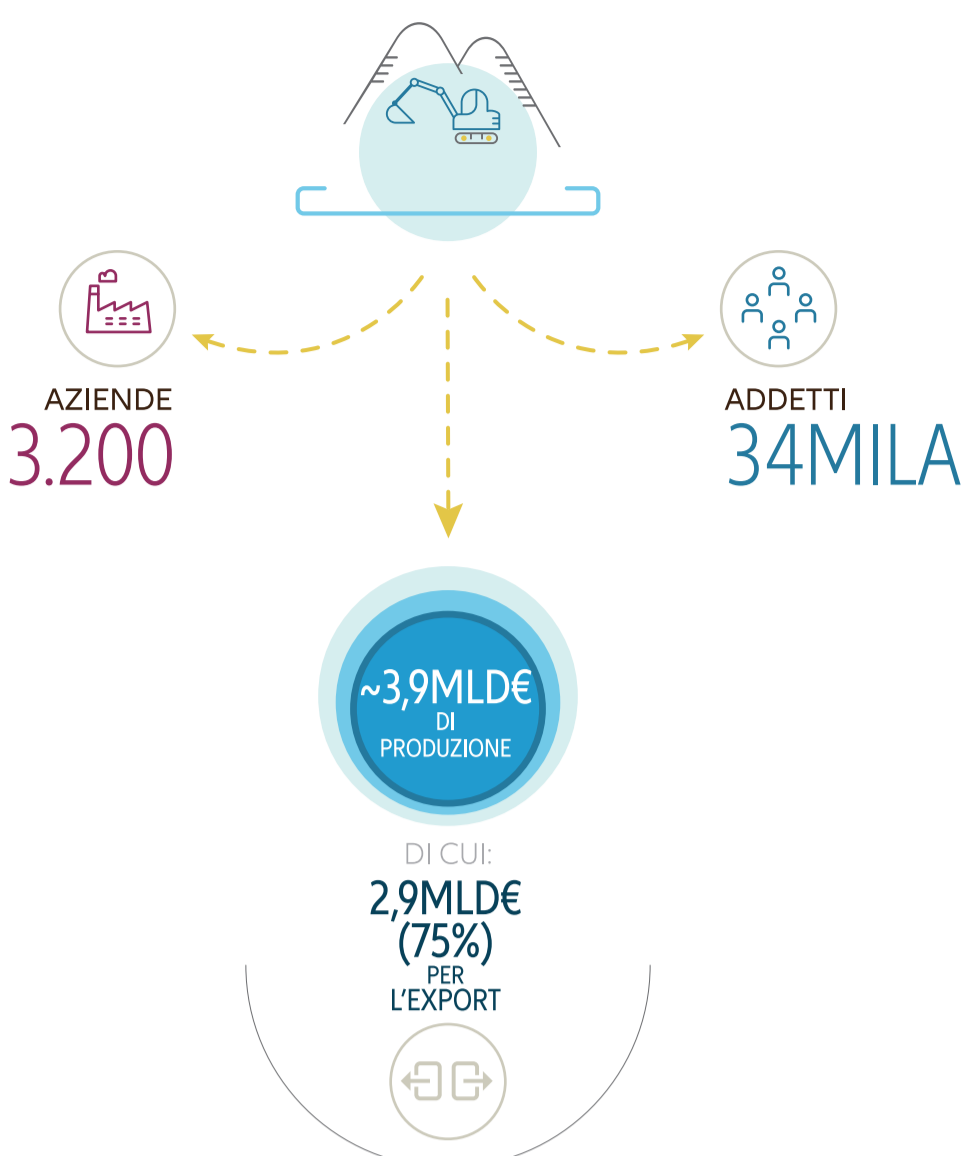 AZIENDE
3.200
ADDETTI
34MILA
~3,9MLD€
DI
PRODUZIONE
DI CUI:
2,9MLD€
(75%)
PER
L'EXPORT